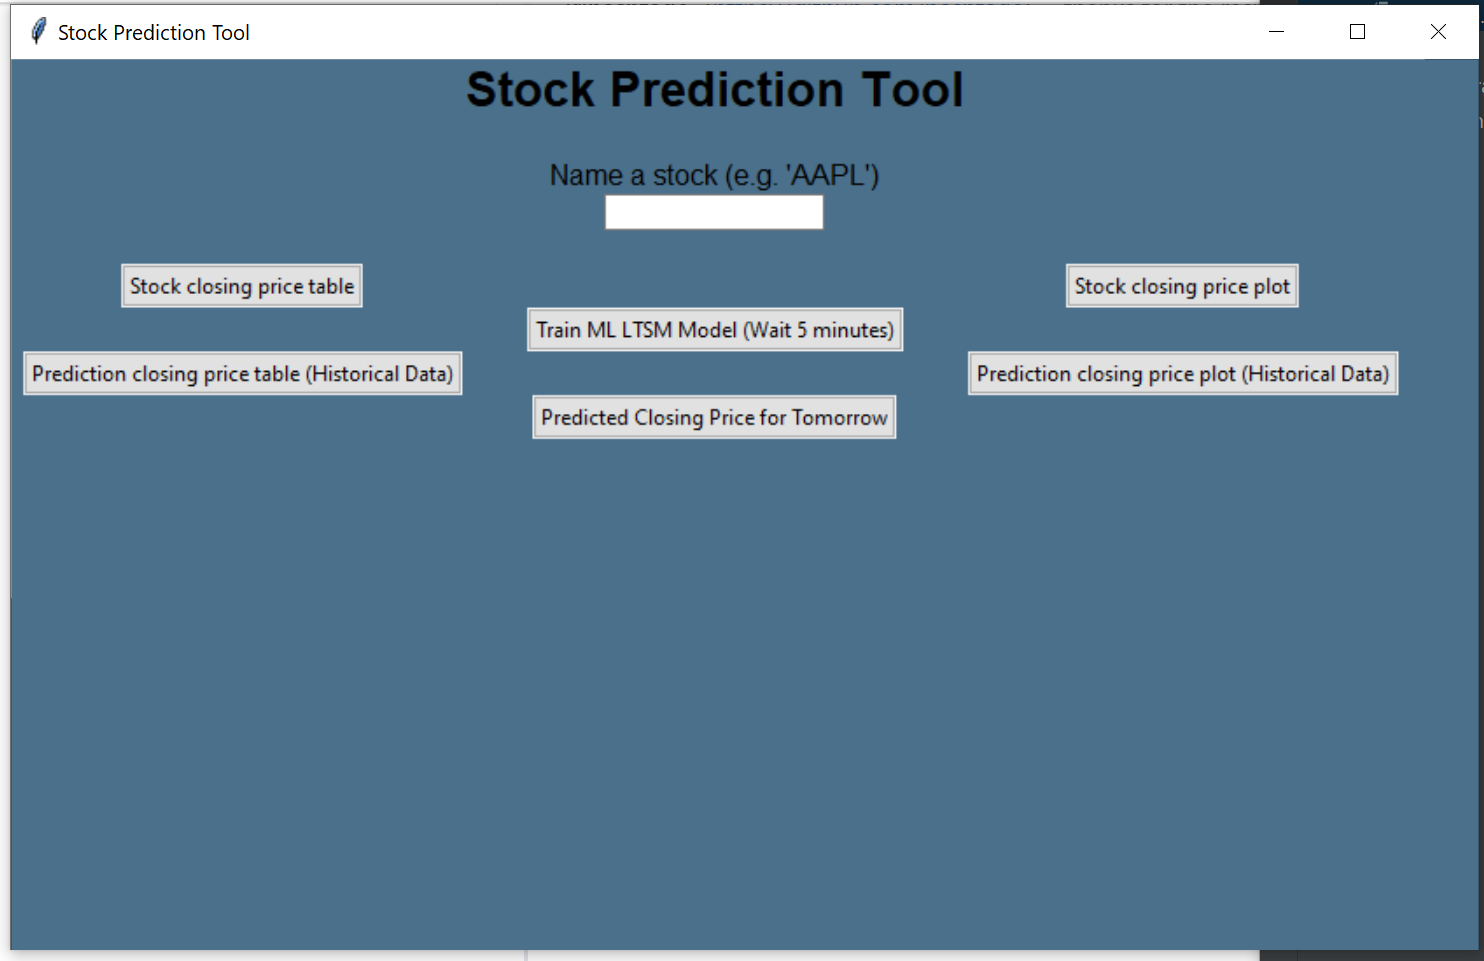 Stock Prediction Tool
Stock Prediction Tool
Name a stock (e.g. 'AAPL')
Stock closing price table
Stock closing price plot
Train ML LTSM Model (Wait 5 minutes)
Prediction closing price table (Historical Data)
Prediction closing price plot (Historical Data)
Predicted Closing Price for Tomorrow